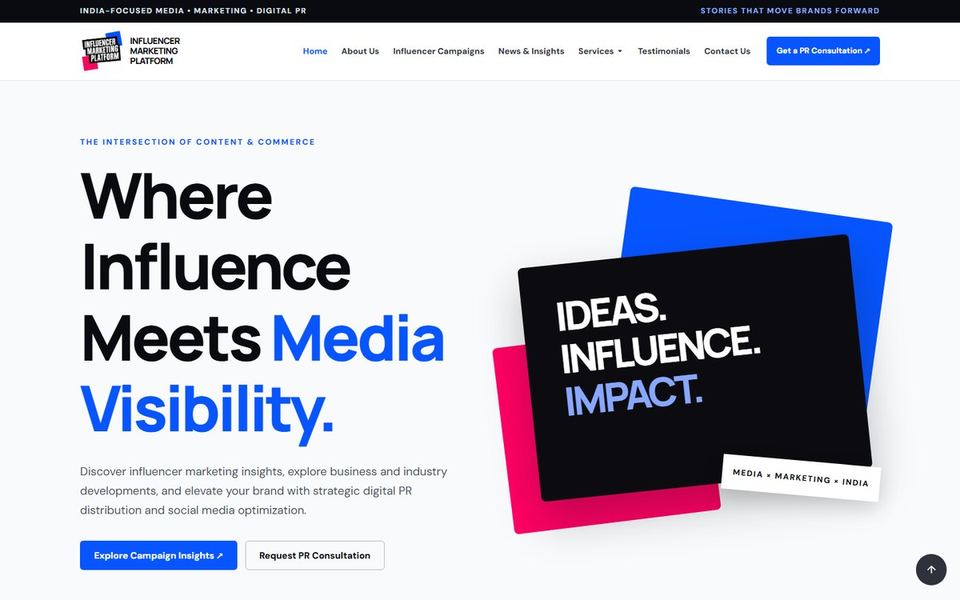 INDIA-FOCUSED MEDIA • MARKETING • DIGITAL PR
STORIES THAT MOVE BRANDS FORWARD
INFLUENCER
MARKETING
PLATFORM
INFLUENCER
MARKETING
PLATFORM
Home About Us Influencer Campaigns News & Insights Services Testimonials Contact Us Get a PR Consultation ↗
THE INTERSECTION OF CONTENT & COMMERCE
Where
Influence
Meets Media
Visibility.
Discover influencer marketing insights, explore business and industry
developments, and elevate your brand with strategic digital PR
distribution and social media optimization.
Explore Campaign Insights ↗ Request PR Consultation
IDEAS.
INFLUENCE.
IMPACT.
MEDIA × MARKETING × INDIA